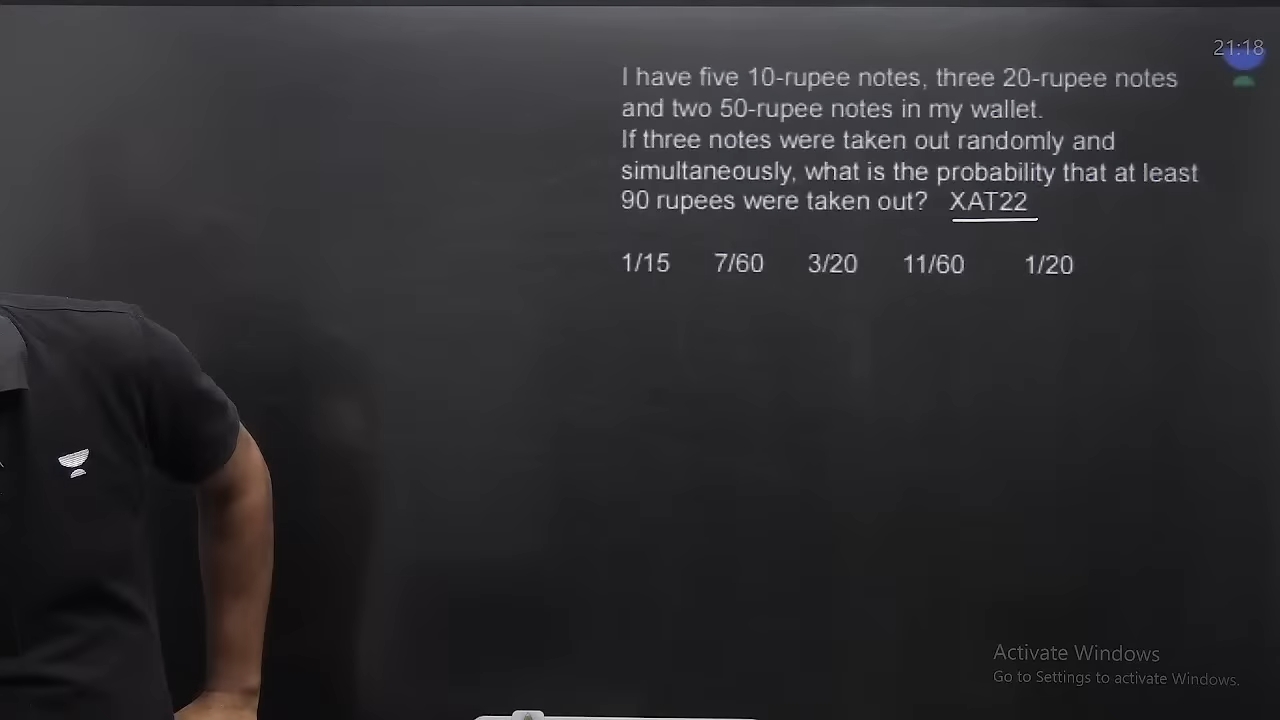 21:18
I have five 10-rupee notes, three 20-rupee notes
and two 50-rupee notes in my wallet.
If three notes were taken out randomly and
simultaneously, what is the probability that at least
90 rupees were taken out? XAT22
1/15 7/60 3/20 11/60 1/20
Activate Windows
Go to Settings to activate Windows.